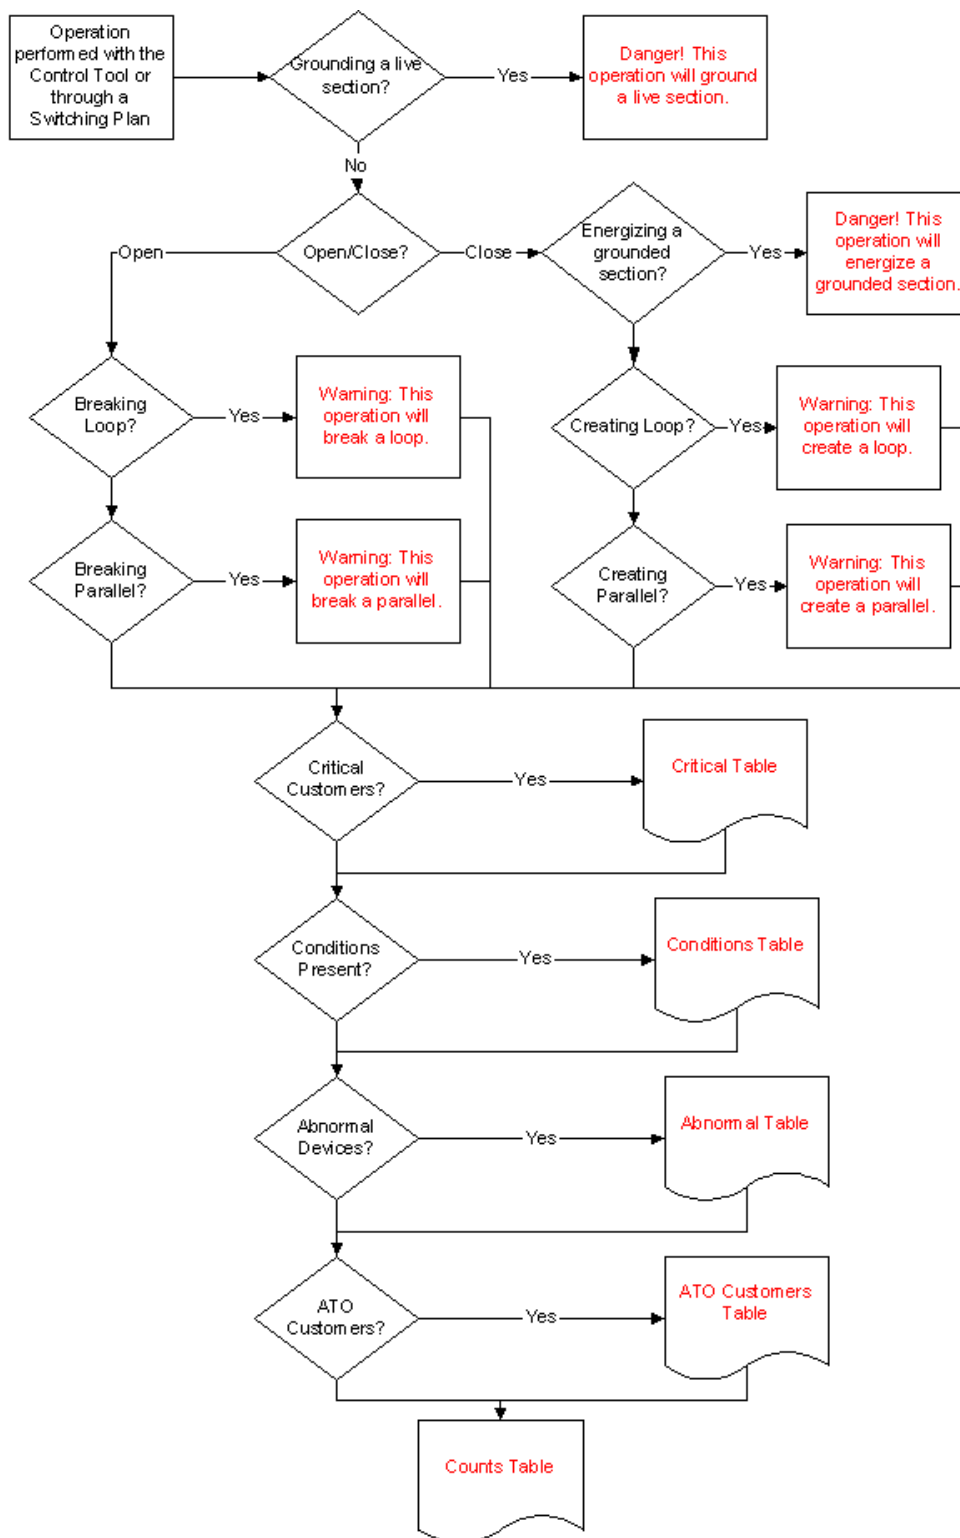 Operation
performed with the
Control Tool or
through a
Switching Plan
Grounding a live
section?
Yes
Danger! This
operation will ground
a live section.
No
Open
Open/Close?
Close
Energizing a
grounded
section?
Yes
Danger! This
operation will
energize a
grounded section.
Breaking
Loop?
Yes
Warning: This
operation will
break a loop.
Creating Loop?
Yes
Warning: This
operation will
create a loop.
Breaking
Parallel?
Yes
Warning: This
operation will
break a parallel.
Creating
Parallel?
Yes
Warning: This
operation will
create a parallel.
Critical
Customers?
Yes
Critical Table
Conditions
Present?
Yes
Conditions Table
Abnormal
Devices?
Yes
Abnormal Table
ATO
Customers?
Yes
ATO Customers
Table
Counts Table